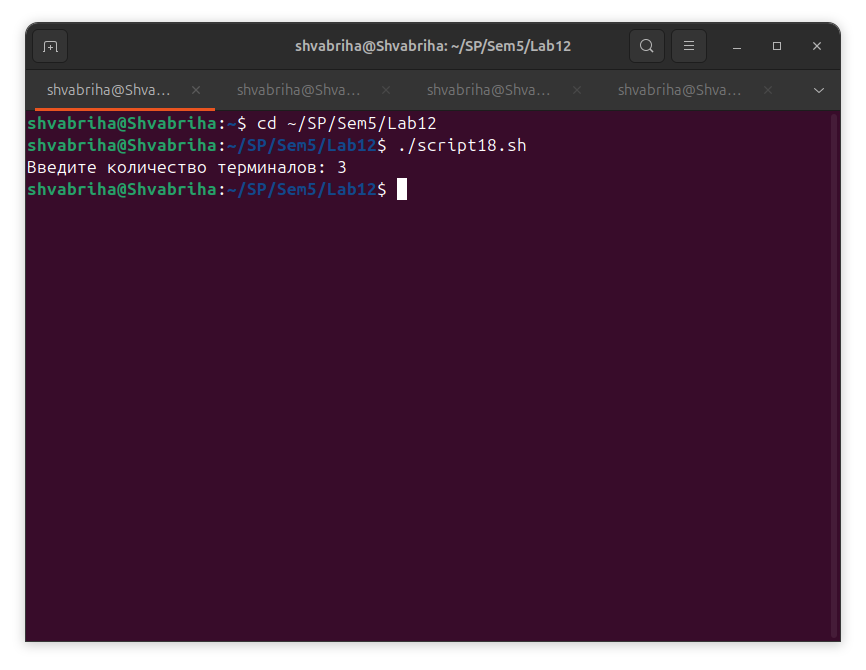 shvabriha@Shvabriha: ~/SP/Sem5/Lab12
shvabriha@Shva... shvabriha@Shva... shvabriha@Shva... shvabriha@Shva...
shvabriha@Shvabriha:~$ cd ~/SP/Sem5/Lab12
shvabriha@Shvabriha:~/SP/Sem5/Lab12$ ./script18.sh
Введите количество терминалов: 3
shvabriha@Shvabriha:~/SP/Sem5/Lab12$